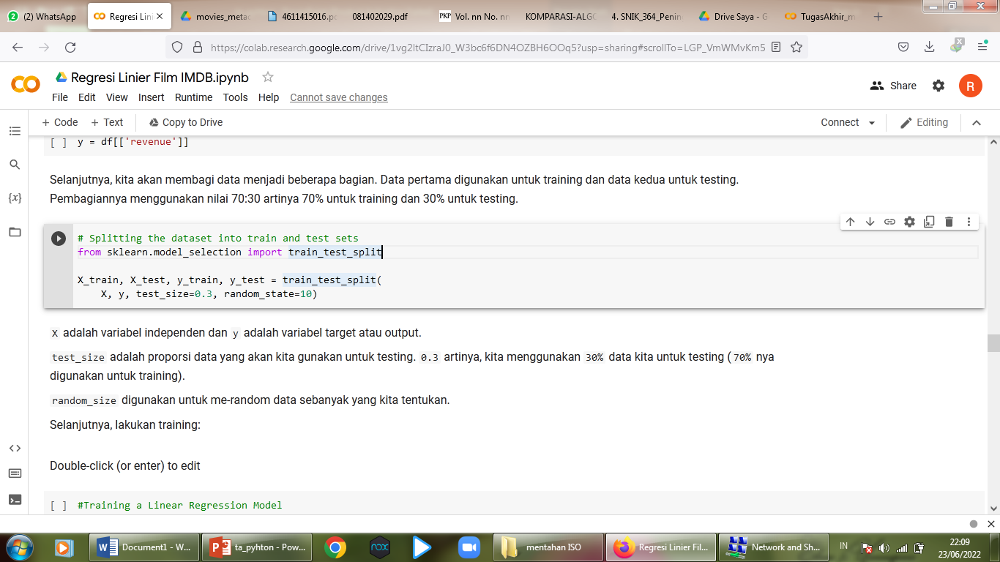 (2) WhatsApp
Regresi Lini
movies_metad
4611415016.pd
081402029.pdf
PKP
Vol. nn No. nn
KOMPARASI-ALGO
4. SNIK_364_Penin
Drive Saya - G
TugasAkhir_m
https://colab.research.google.com/drive/
?usp=sharing#scrollTo=LGP_VmWMvKm5
Regresi Linier Film IMDB.ipynb
File Edit View Insert Runtime Tools Help Cannot save changes
Share
R
+ Code + Text Copy to Drive
Connect
Editing
[ ] y = df[['revenue']]
Selanjutnya, kita akan membagi data menjadi beberapa bagian. Data pertama digunakan untuk training dan data kedua untuk testing.
Pembagiannya menggunakan nilai 70:30 artinya 70% untuk training dan 30% untuk testing.
# Splitting the dataset into train and test sets
from sklearn.model_selection import train_test_split
X_train, X_test, y_train, y_test = train_test_split(
X, y, test_size=0.3, random_state=10)
X adalah variabel independen dan y adalah variabel target atau output.
test_size adalah proporsi data yang akan kita gunakan untuk testing. 0.3 artinya, kita menggunakan 30% data kita untuk testing ( 70% nya
digunakan untuk training).
random_size digunakan untuk me-random data sebanyak yang kita tentukan.
Selanjutnya, lakukan training:
Double-click (or enter) to edit
[ ] #Training a Linear Regression Model
{x}
Document1 - W...
ta_pyhton - Pow...
nox
mentahan ISO
Regresi Linier Fil...
Network and Sh...
IN
22:09
23/06/2022